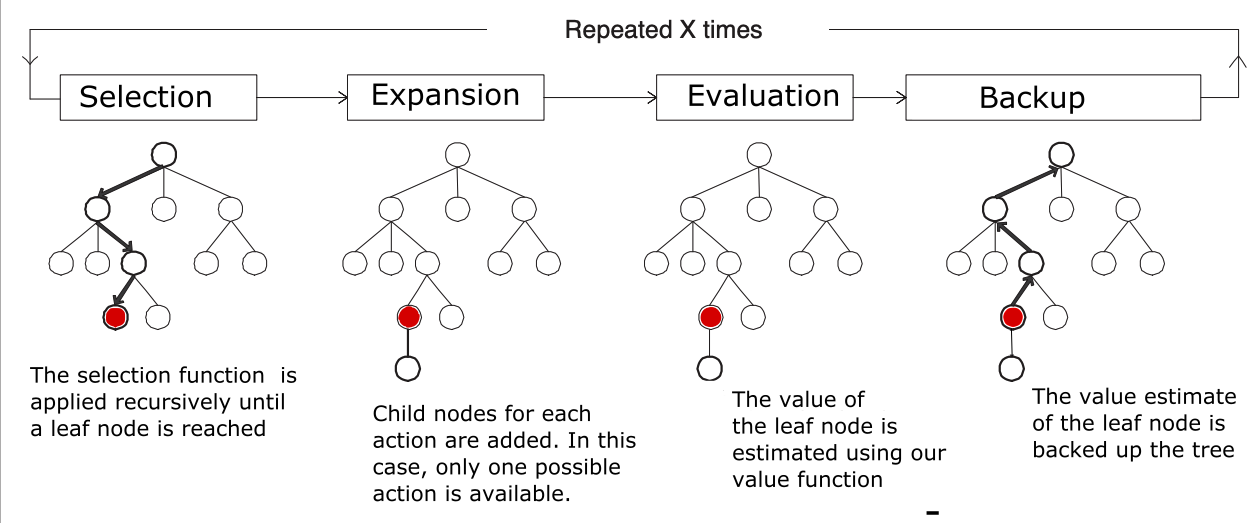 Repeated X times
Selection
Expansion
Evaluation
Backup
The selection function is
applied recursively until
a leaf node is reached
Child nodes for each
action are added. In this
case, only one possible
action is available.
The value of
the leaf node is
estimated using our
value function
The value estimate
of the leaf node is
backed up the tree